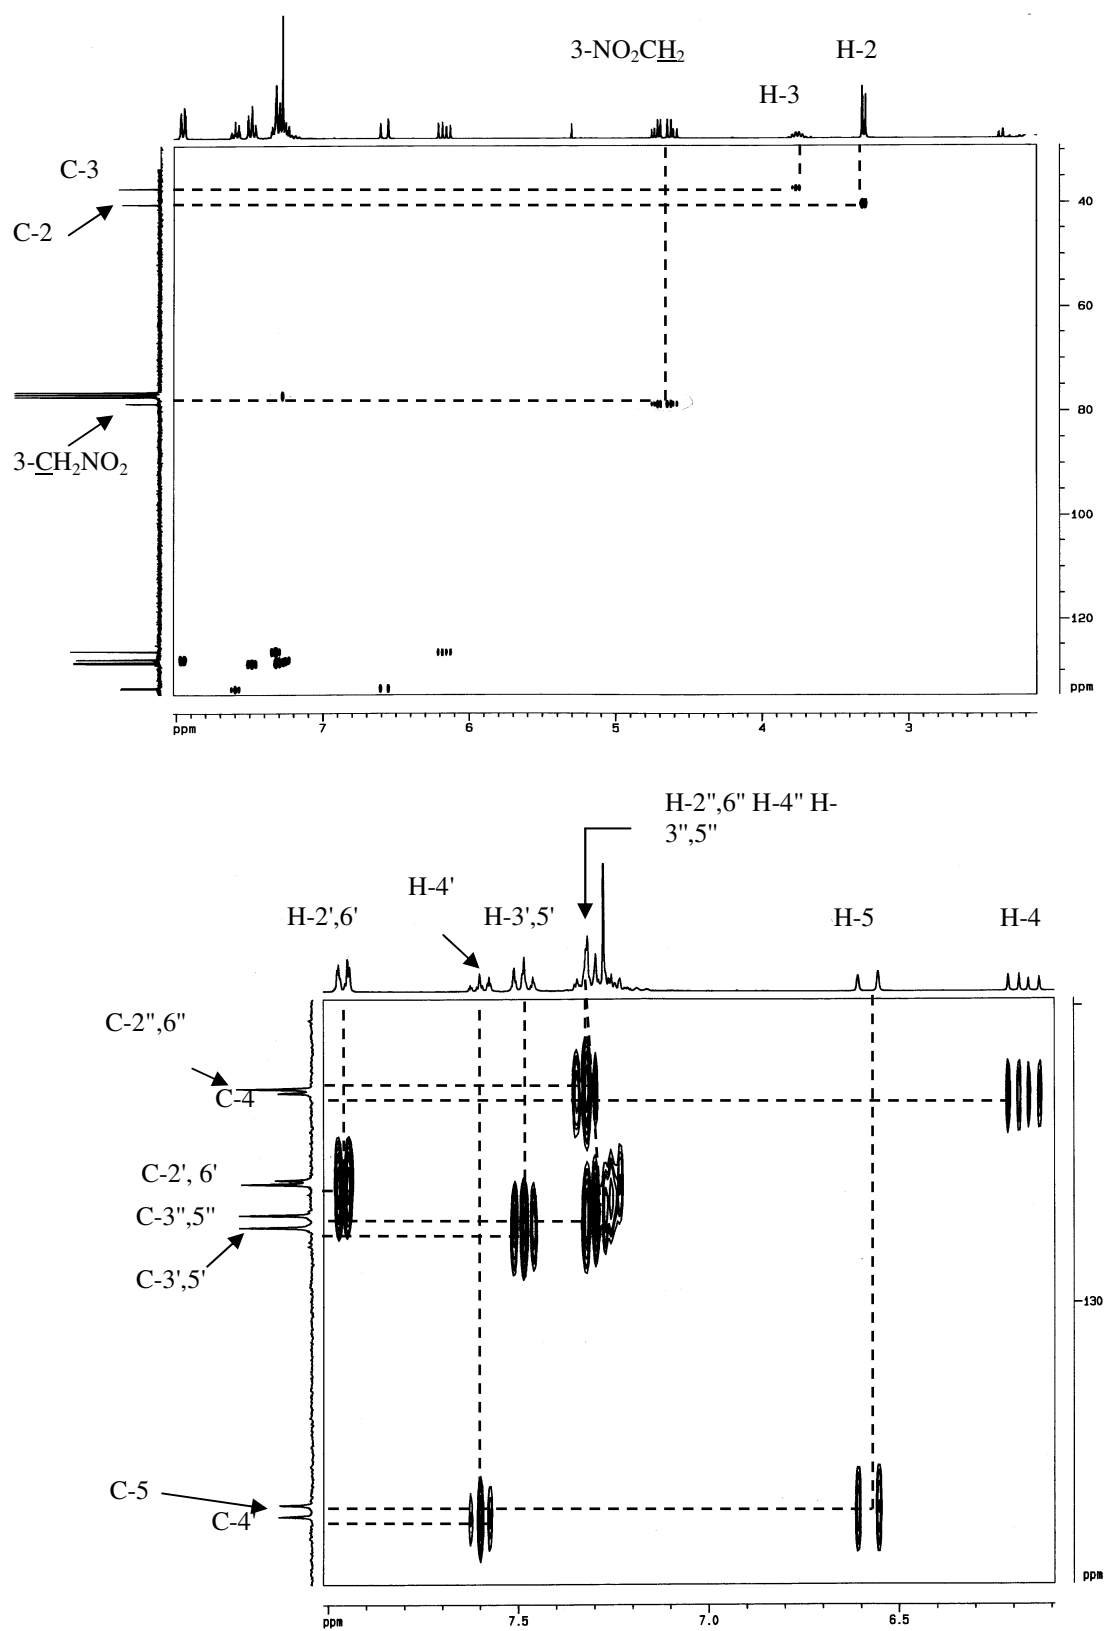 3-NO₂CH₂
H-2
H-3
C-3
C-2
3-CH₂NO₂
40
60
80
100
120
ppm
ppm
7
6
5
4
3
H-2",6" H-4" H-
3",5"
H-4'
H-2',6'
H-3',5'
H-5
H-4
C-2",6"
C-4
C-2', 6'
C-3",5"
C-3',5'
130
C-5
C-4'
ppm
ppm
7.5
7.0
6.5